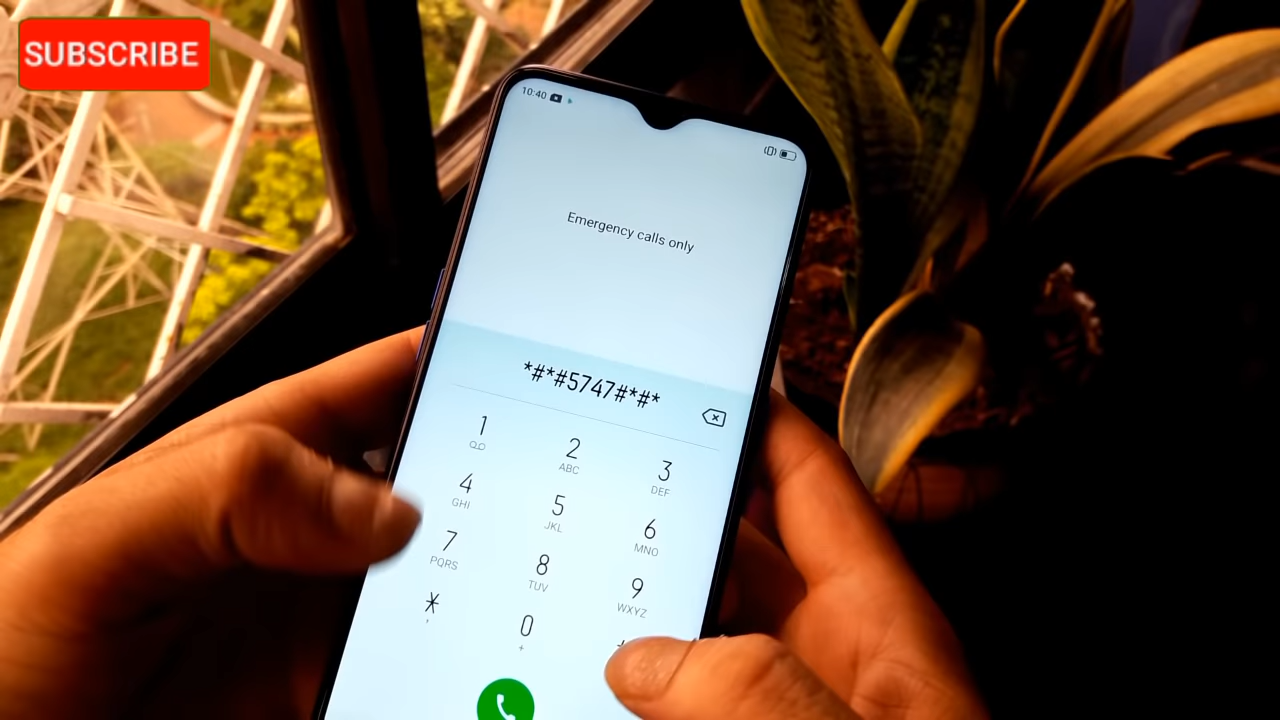 SUBSCRIBE
10:40
Emergency calls only
*#*#5747#*#*
1
2
ABC
3
DEF
4
GHI
5
JKL
6
MNO
7
PQRS
8
TUV
9
WXYZ
*
,
0
+